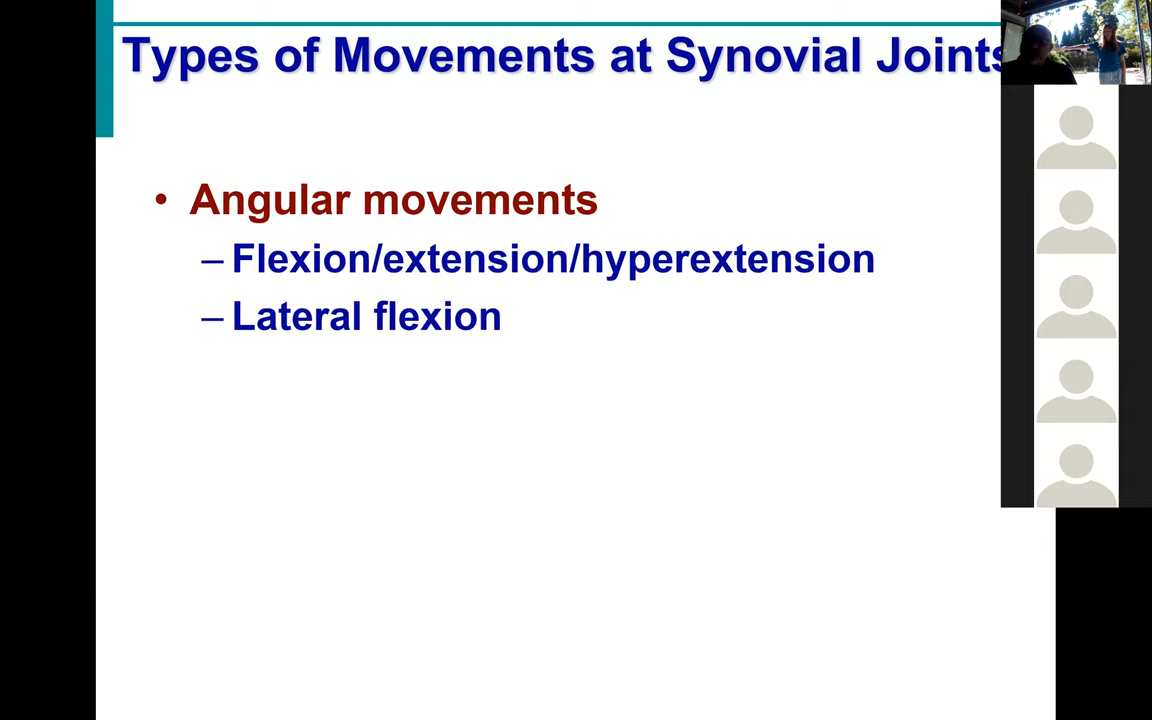 Types of Movements at Synovial Joints
• Angular movements
– Flexion/extension/hyperextension
– Lateral flexion